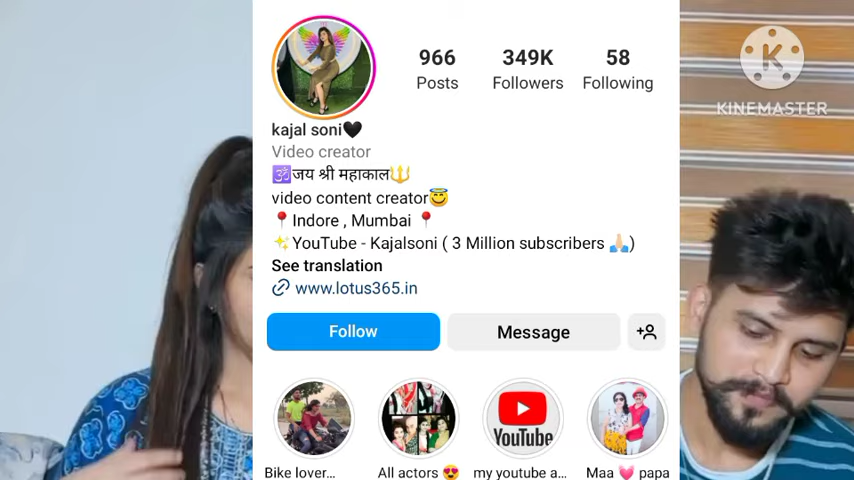 966 349K 58
Posts Followers Following
kajal soni🖤
Video creator
🕉️जय श्री महाकाल🔱
video content creator😇
📍Indore , Mumbai 📍
✨YouTube - Kajalsoni ( 3 Million subscribers 🙏🏻)
See translation
www.lotus365.in
Follow Message
YouTube
Bike lover... All actors 😍 my youtube a... Maa 💓 papa
K
KINEMASTER